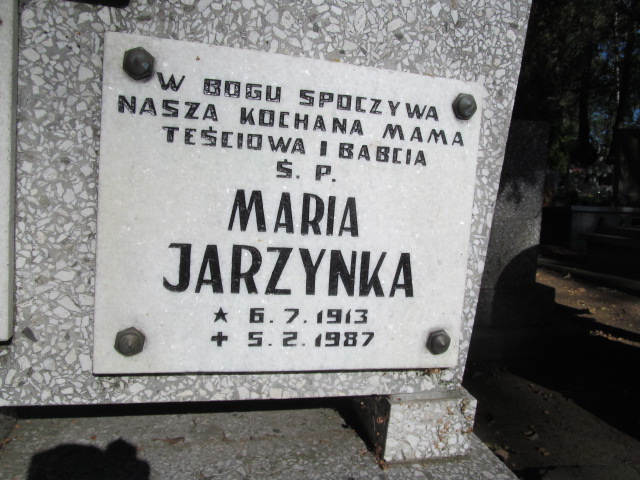 W BOGU SPOCZYWA
NASZA KOCHANA MAMA
TEŚCIOWA I BABCIA
Ś. P.
MARIA
JARZYNKA
★ 6.7.1913
✝ 5.2.1987